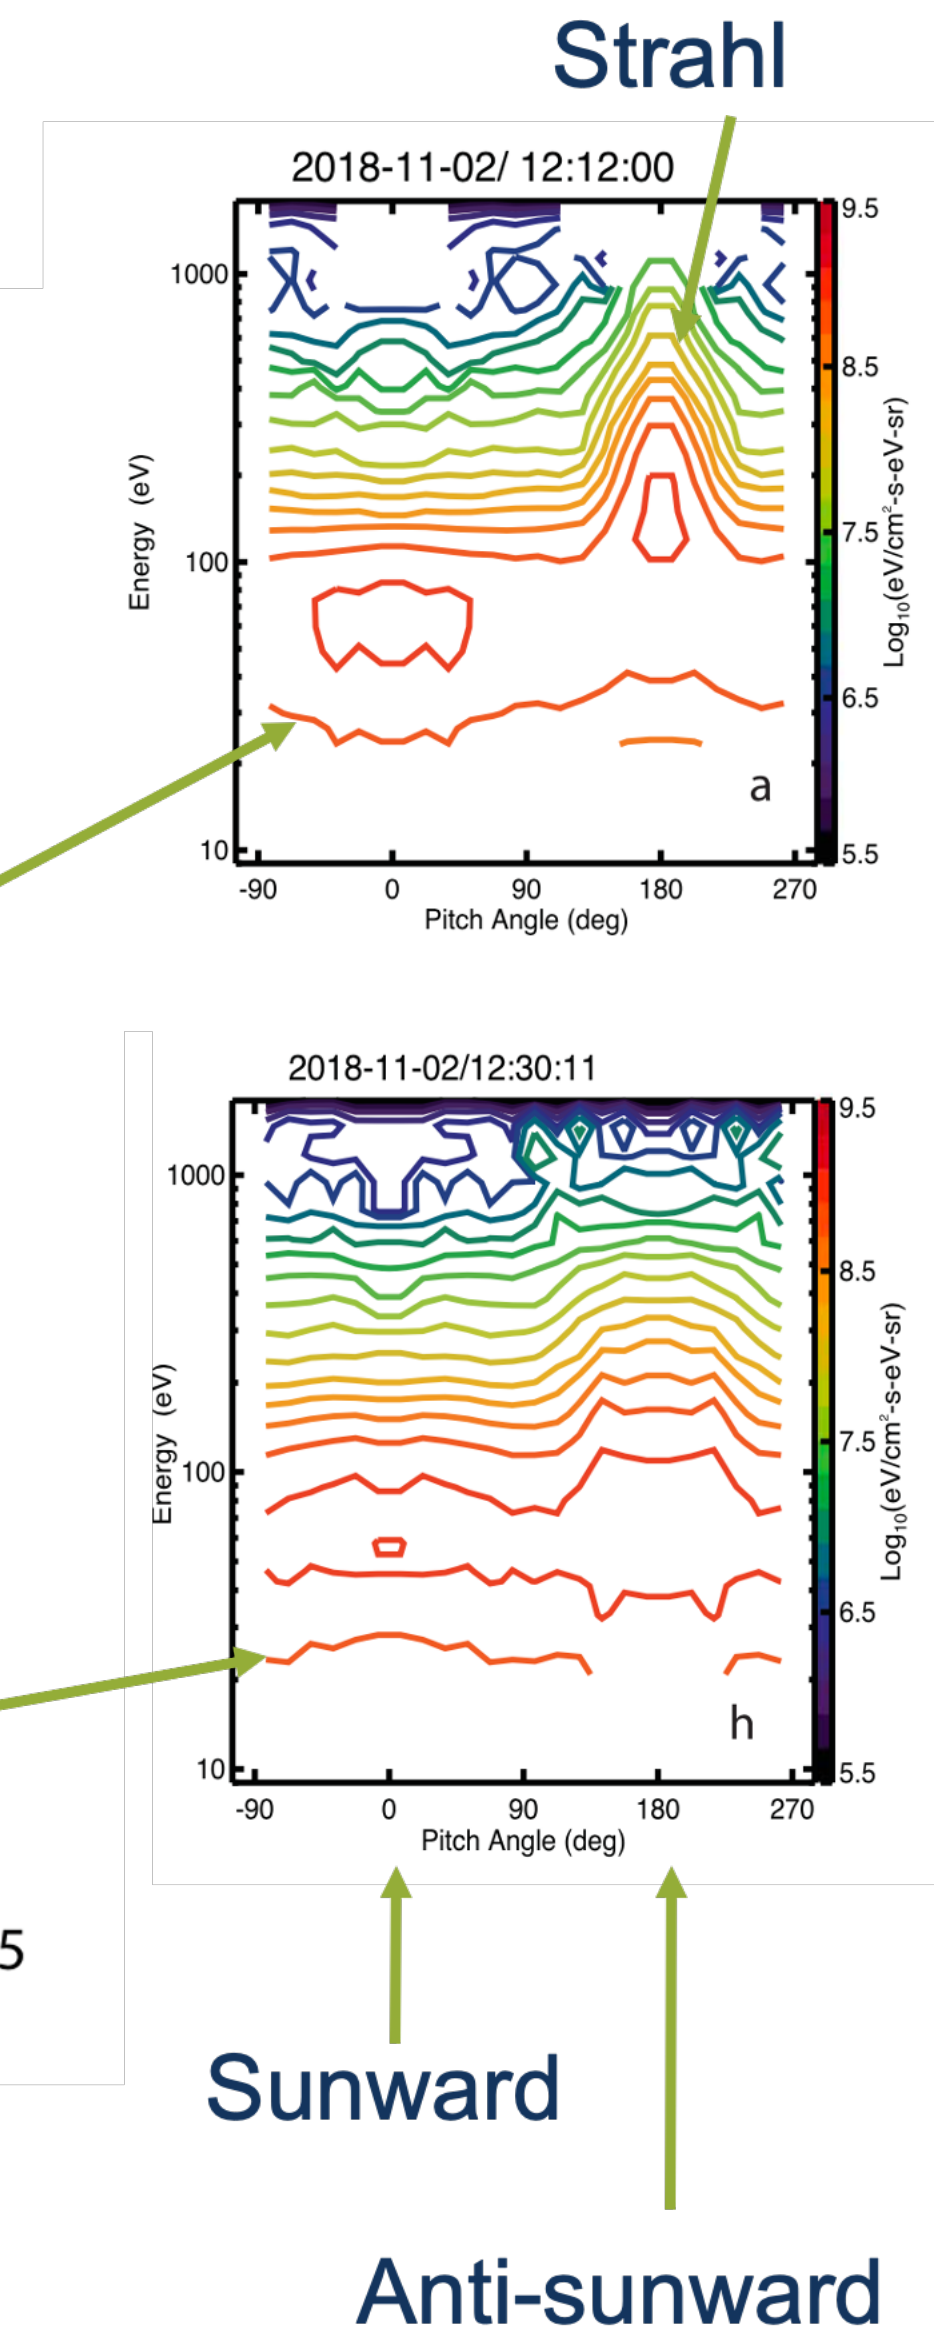 Strahl
2018-11-02/ 12:12:00
9.5
1000
8.5
Energy (eV)
7.5
Log₁₀(eV/cm²-s-eV-sr)
100
6.5
a
10
5.5
-90 0 90 180 270
Pitch Angle (deg)
2018-11-02/12:30:11
9.5
1000
8.5
Energy (eV)
7.5
Log₁₀(eV/cm²-s-eV-sr)
100
6.5
h
10
5.5
-90 0 90 180 270
Pitch Angle (deg)
5
Sunward
Anti-sunward